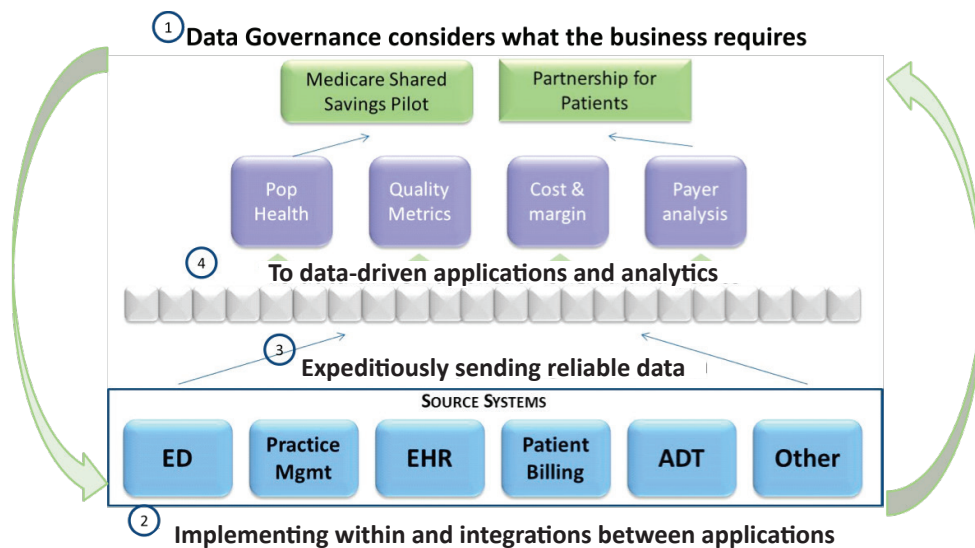 1 Data Governance considers what the business requires
Medicare Shared
Savings Pilot
Partnership for
Patients
Pop
Health
Quality
Metrics
Cost &
margin
Payer
analysis
4 To data-driven applications and analytics
3 Expeditiously sending reliable data
SOURCE SYSTEMS
ED
Practice
Mgmt
EHR
Patient
Billing
ADT
Other
2 Implementing within and integrations between applications